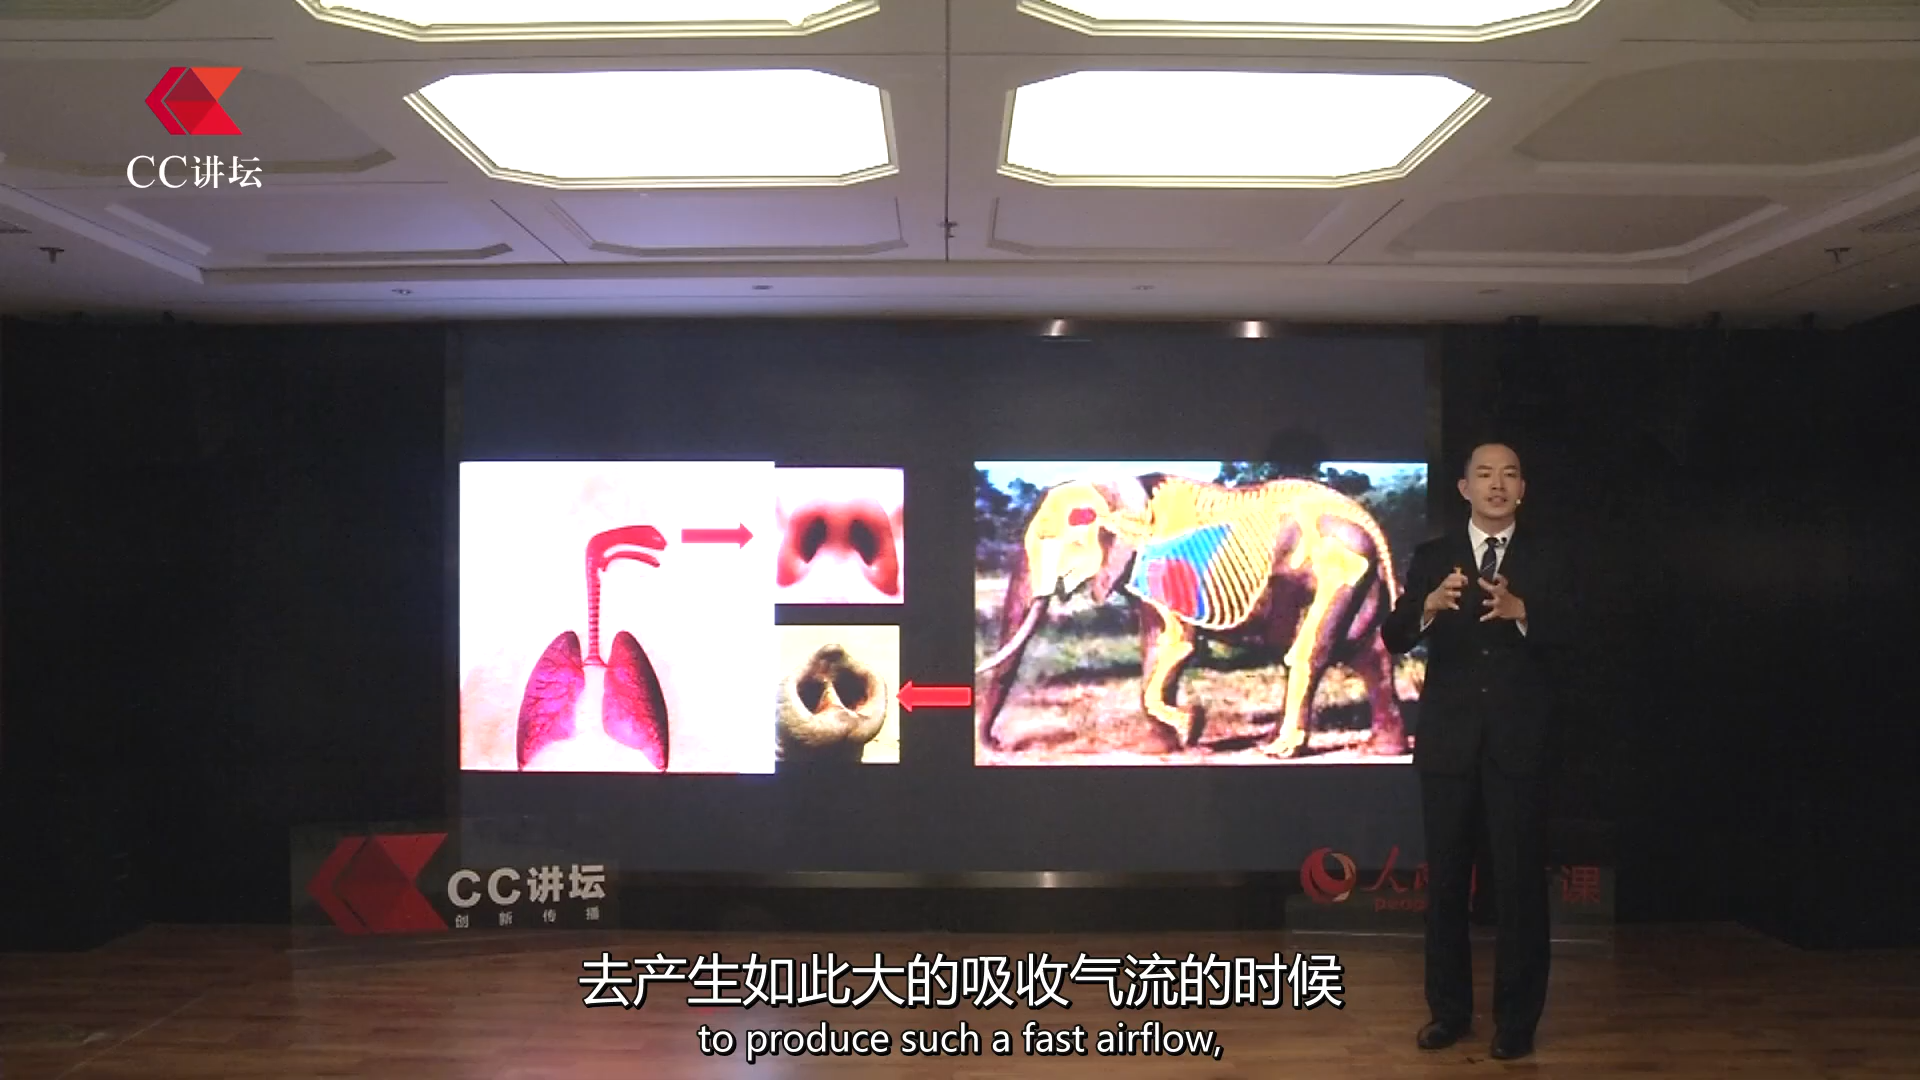 CC讲坛
CC讲坛
创新传播
课
去产生如此大的吸收气流的时候
to produce such a fast airflow,